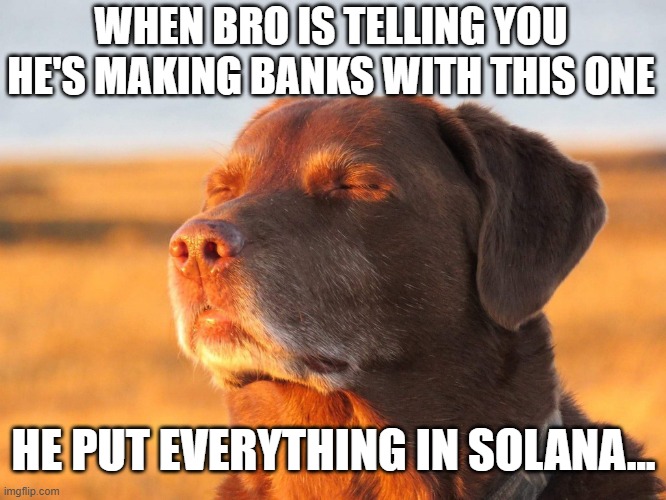 WHEN BRO IS TELLING YOU
HE'S MAKING BANKS WITH THIS ONE
HE PUT EVERYTHING IN SOLANA...
imgflip.com